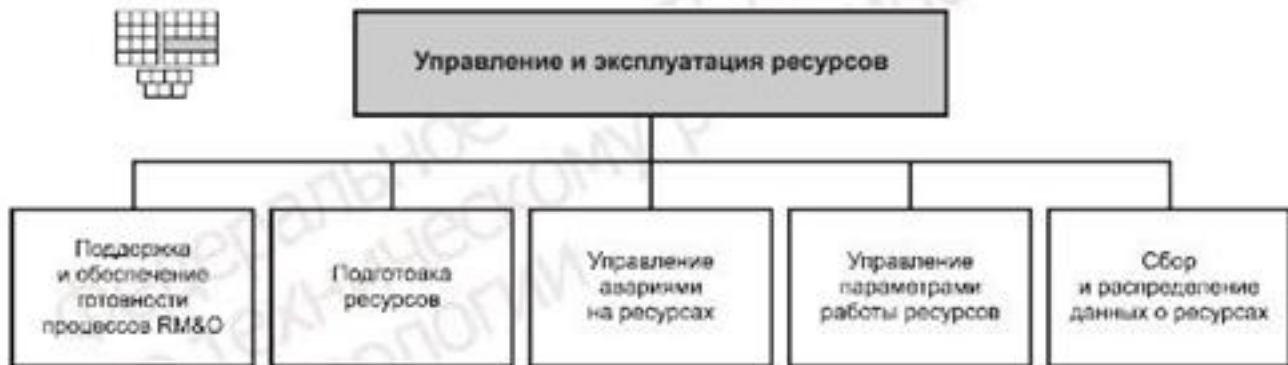 Управление и эксплуатация ресурсов
Поддержка
и обеспечение
готовности
процессов RM&O
Подготовка
ресурсов
Управление
авариями
на ресурсах
Управление
параметрами
работы ресурсов
Сбор
и распределение
данных о ресурсах